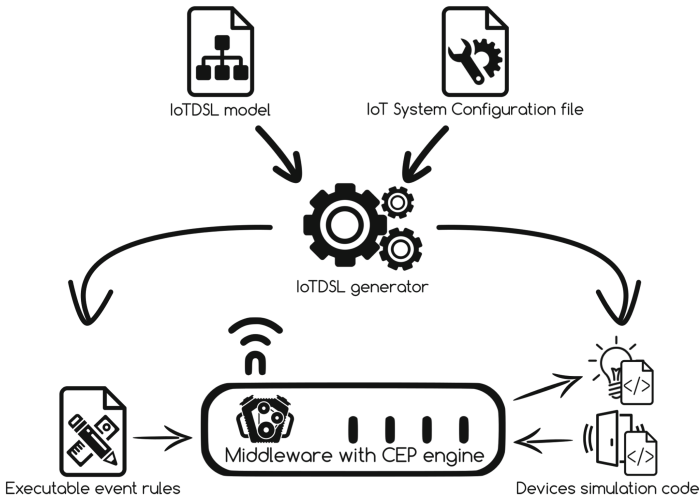 IoTDSL model
IoT System Configuration file
IoTDSL generator
Middleware with CEP engine
Executable event rules
Devices simulation code